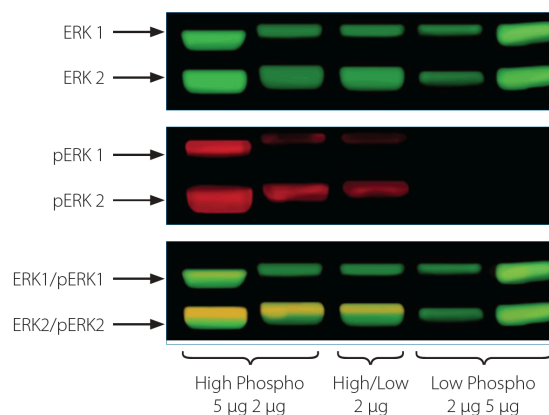 ERK 1
ERK 2
pERK 1
pERK 2
ERK1/pERK1
ERK2/pERK2
High Phospho
5 µg 2 µg
High/Low
2 µg
Low Phospho
2 µg 5 µg